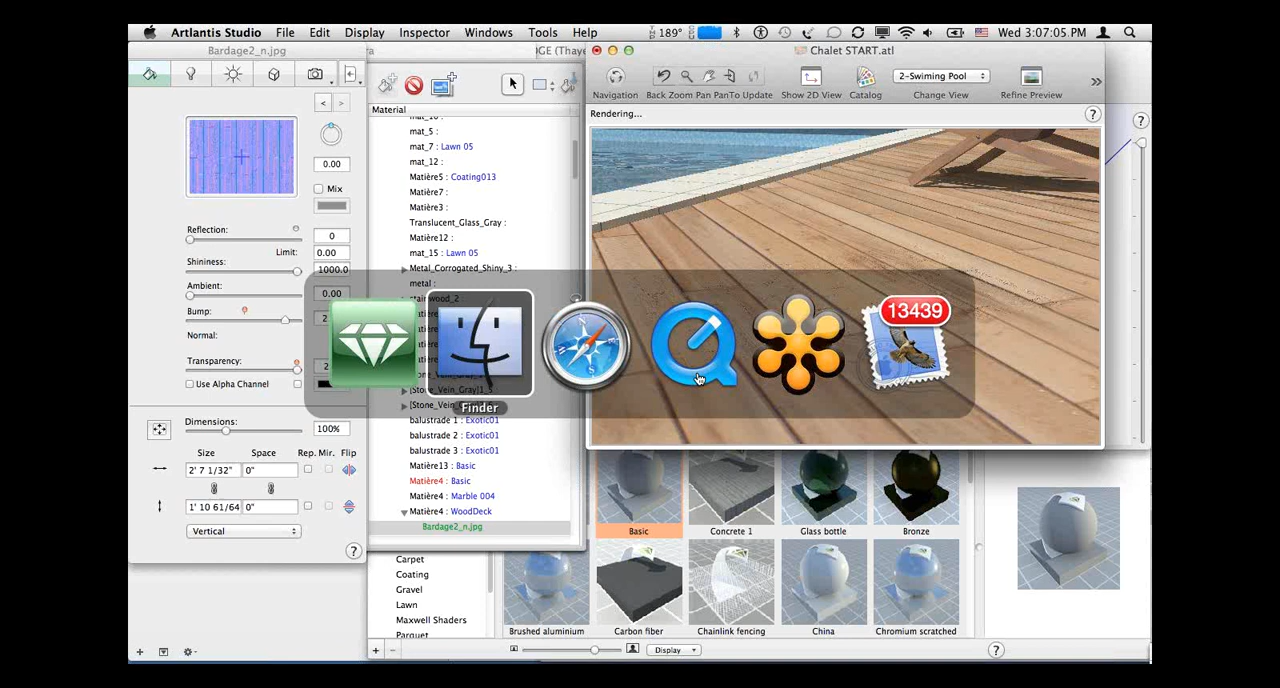 Artlantis Studio File Edit Display Inspector Windows Tools Help 189° Wed 3:07:05 PM
Bardage2_n.jpg
GE (Thaye
Chalet START.atl
2-Swiming Pool
Navigation Back Zoom Pan PanTo Update Show 2D View Catalog Change View Refine Preview
Material
Rendering...
mat_5 :
mat_7 : Lawn 05
mat_12 :
Matière5 : Coating013
Matière7 :
Matière3 :
Translucent_Glass_Gray :
Matière12 :
mat_15 : Lawn 05
Metal_Corrogated_Shiny_3 :
metal :
0.00
Mix
Reflection: 0
Limit: 0.00
Shininess: 1000.0
Ambient: 0.00
Bump:
Normal:
Transparency:
Use Alpha Channel
Dimensions: 100%
Size Space Rep. Mir. Flip
2' 7 1/32" 0"
1' 10 61/64 0"
Vertical
13439
Finder
balustrade 1 : Exotic01
balustrade 2 : Exotic01
balustrade 3 : Exotic01
Matière13 : Basic
Matière4 : Basic
Matière4 : Marble 004
Matière4 : WoodDeck
Bardage2_n.jpg
Carpet
Coating
Gravel
Lawn
Maxwell Shaders
Parquet
Basic Concrete 1 Glass bottle Bronze
Brushed aluminium Carbon fiber Chainlink fencing China Chromium scratched
Display